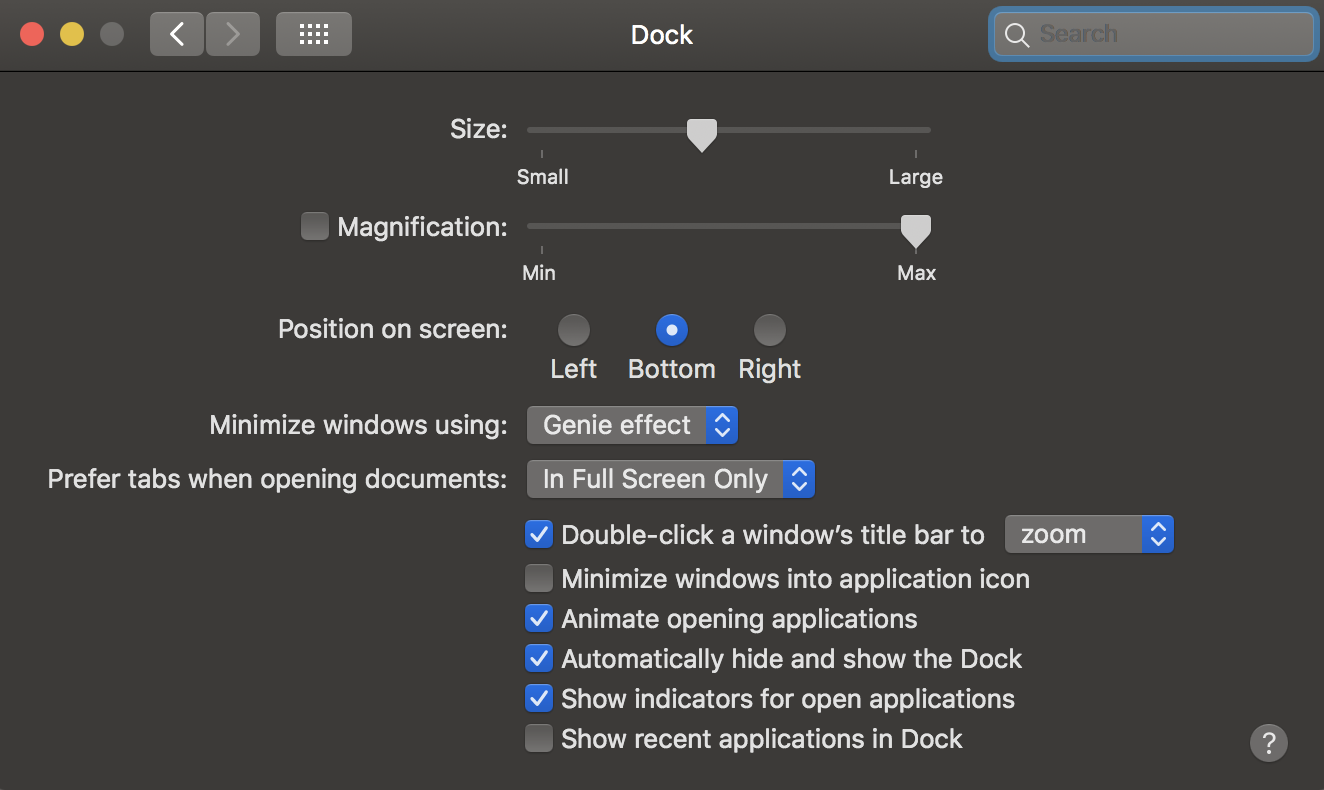 Dock
Search
Size:
Small Large
Magnification:
Min Max
Position on screen:
Left Bottom Right
Minimize windows using: Genie effect
Prefer tabs when opening documents: In Full Screen Only
Double-click a window’s title bar to zoom
Minimize windows into application icon
Animate opening applications
Automatically hide and show the Dock
Show indicators for open applications
Show recent applications in Dock
?